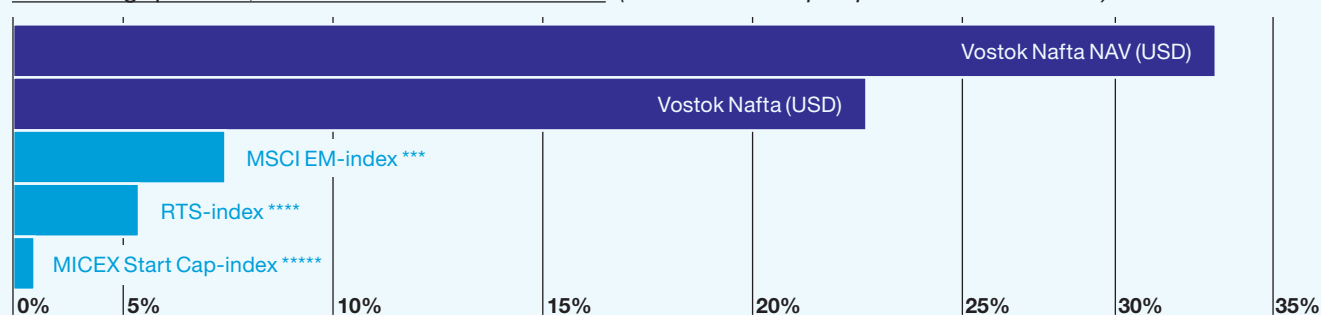 Vostok Nafta NAV (USD)
Vostok Nafta (USD)
MSCI EM-index ***
RTS-index ****
MICEX Start Cap-index *****
0% 5% 10% 15% 20% 25% 30% 35%